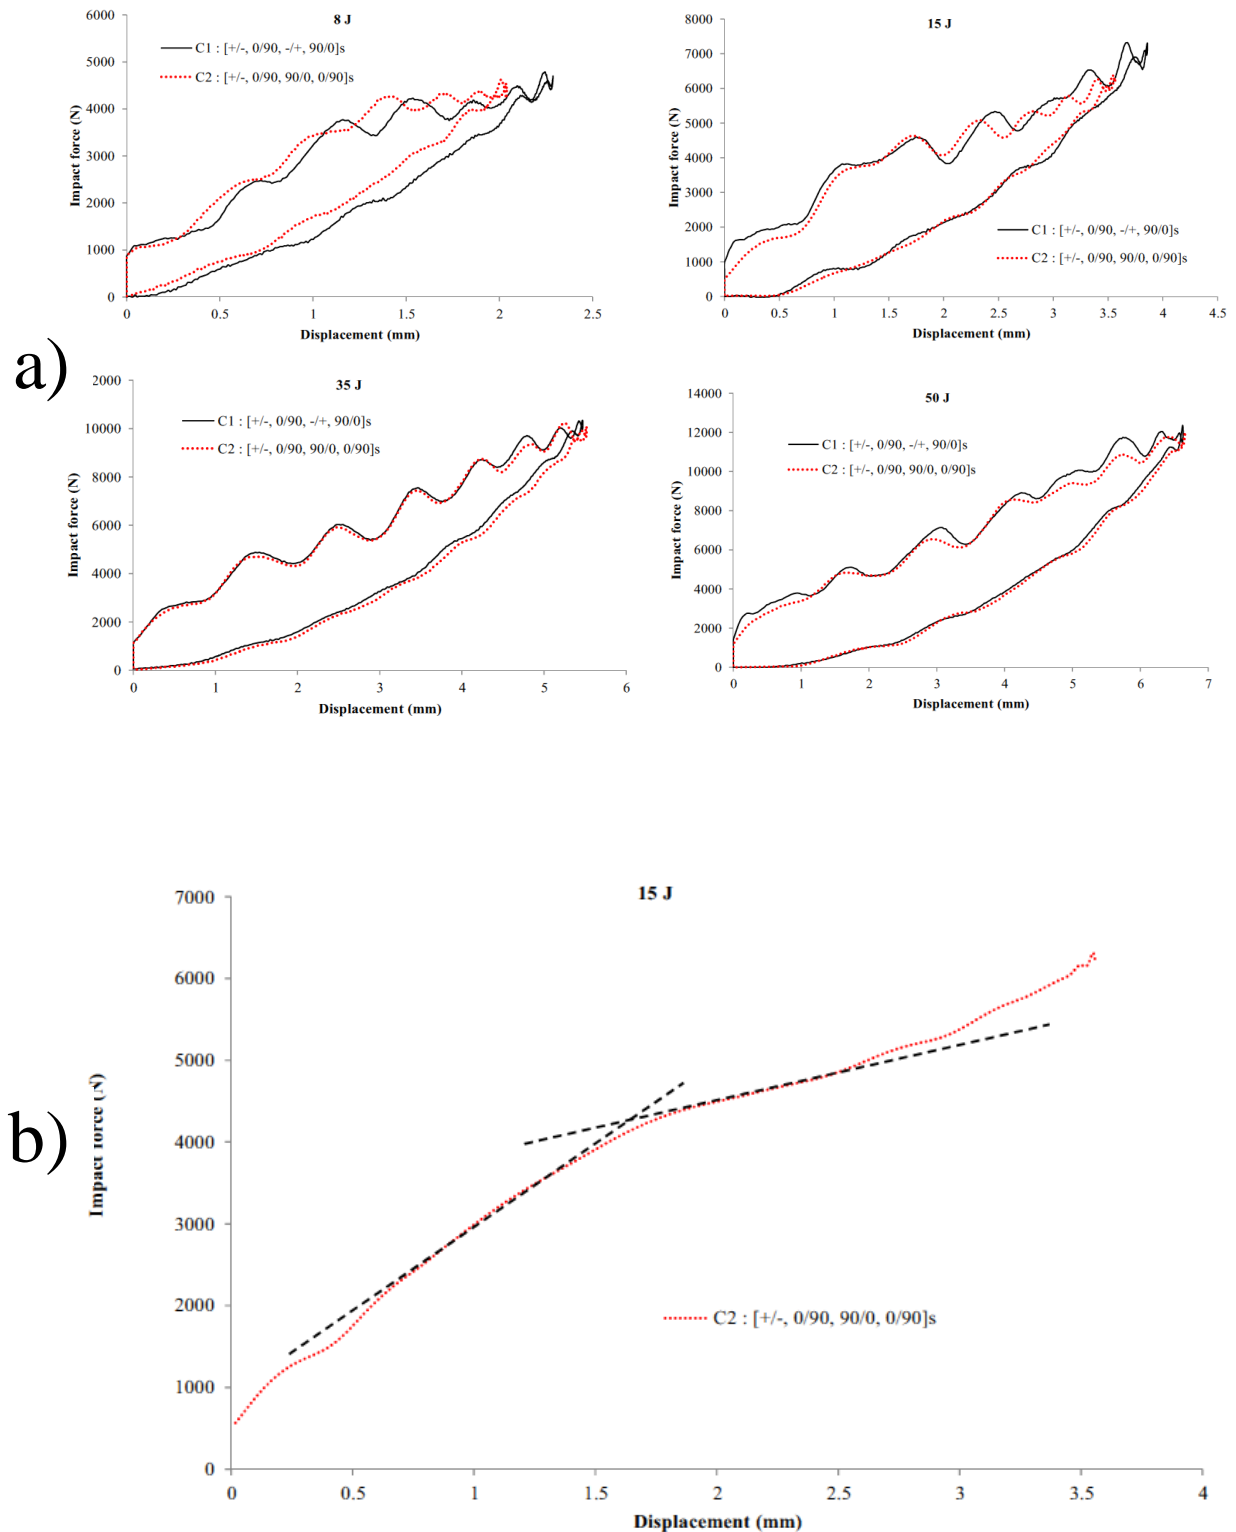 8 J
6000
5000
4000
3000
2000
1000
0
Impact force (N)
C1 : [+/-, 0/90, -/+, 90/0]s
C2 : [+/-, 0/90, 90/0, 0/90]s
0 0.5 1 1.5 2 2.5
Displacement (mm)
15 J
8000
7000
6000
5000
4000
3000
2000
1000
0
Impact force (N)
C1 : [+/-, 0/90, -/+, 90/0]s
C2 : [+/-, 0/90, 90/0, 0/90]s
0 0.5 1 1.5 2 2.5 3 3.5 4 4.5
Displacement (mm)
a)
35 J
2000
10000
8000
6000
4000
2000
0
Impact force (N)
C1 : [+/-, 0/90, -/+, 90/0]s
C2 : [+/-, 0/90, 90/0, 0/90]s
0 1 2 3 4 5 6
Displacement (mm)
50 J
14000
12000
10000
8000
6000
4000
2000
0
Impact force (N)
C1 : [+/-, 0/90, -/+, 90/0]s
C2 : [+/-, 0/90, 90/0, 0/90]s
0 1 2 3 4 5 6 7
Displacement (mm)
b)
15 J
7000
6000
5000
4000
3000
2000
1000
0
Impact force (N)
C2 : [+/-, 0/90, 90/0, 0/90]s
0 0.5 1 1.5 2 2.5 3 3.5 4
Displacement (mm)